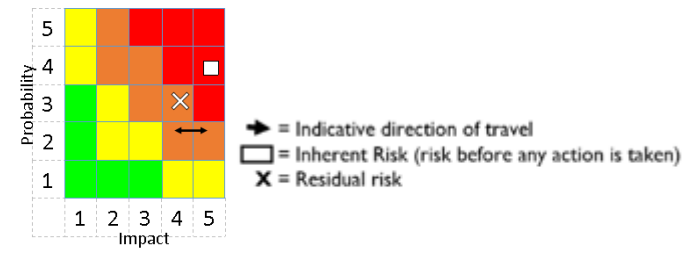 Probability
5
4
3
2
1
1 2 3 4 5
Impact
= Indicative direction of travel
= Inherent Risk (risk before any action is taken)
X = Residual risk